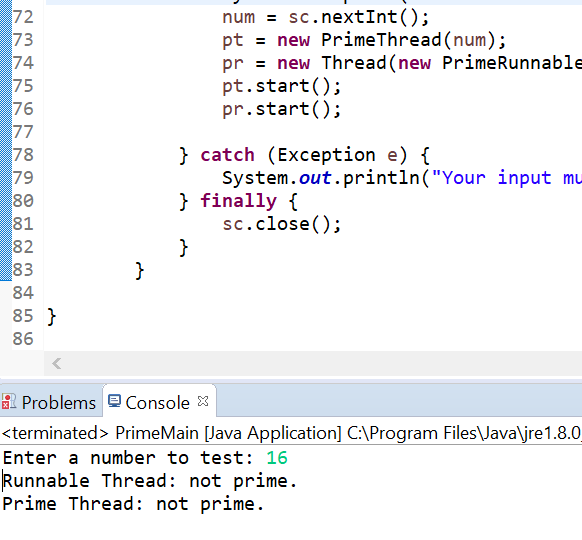 72 num = sc.nextInt();
73 pt = new PrimeThread(num);
74 pr = new Thread(new PrimeRunnable
75 pt.start();
76 pr.start();
77
78 } catch (Exception e) {
79 System.out.println("Your input mu
80 } finally {
81 sc.close();
82 }
83 }
84
85 }
86
Problems Console
<terminated> PrimeMain [Java Application] C:\Program Files\Java\jre1.8.0_
Enter a number to test: 16
Runnable Thread: not prime.
Prime Thread: not prime.